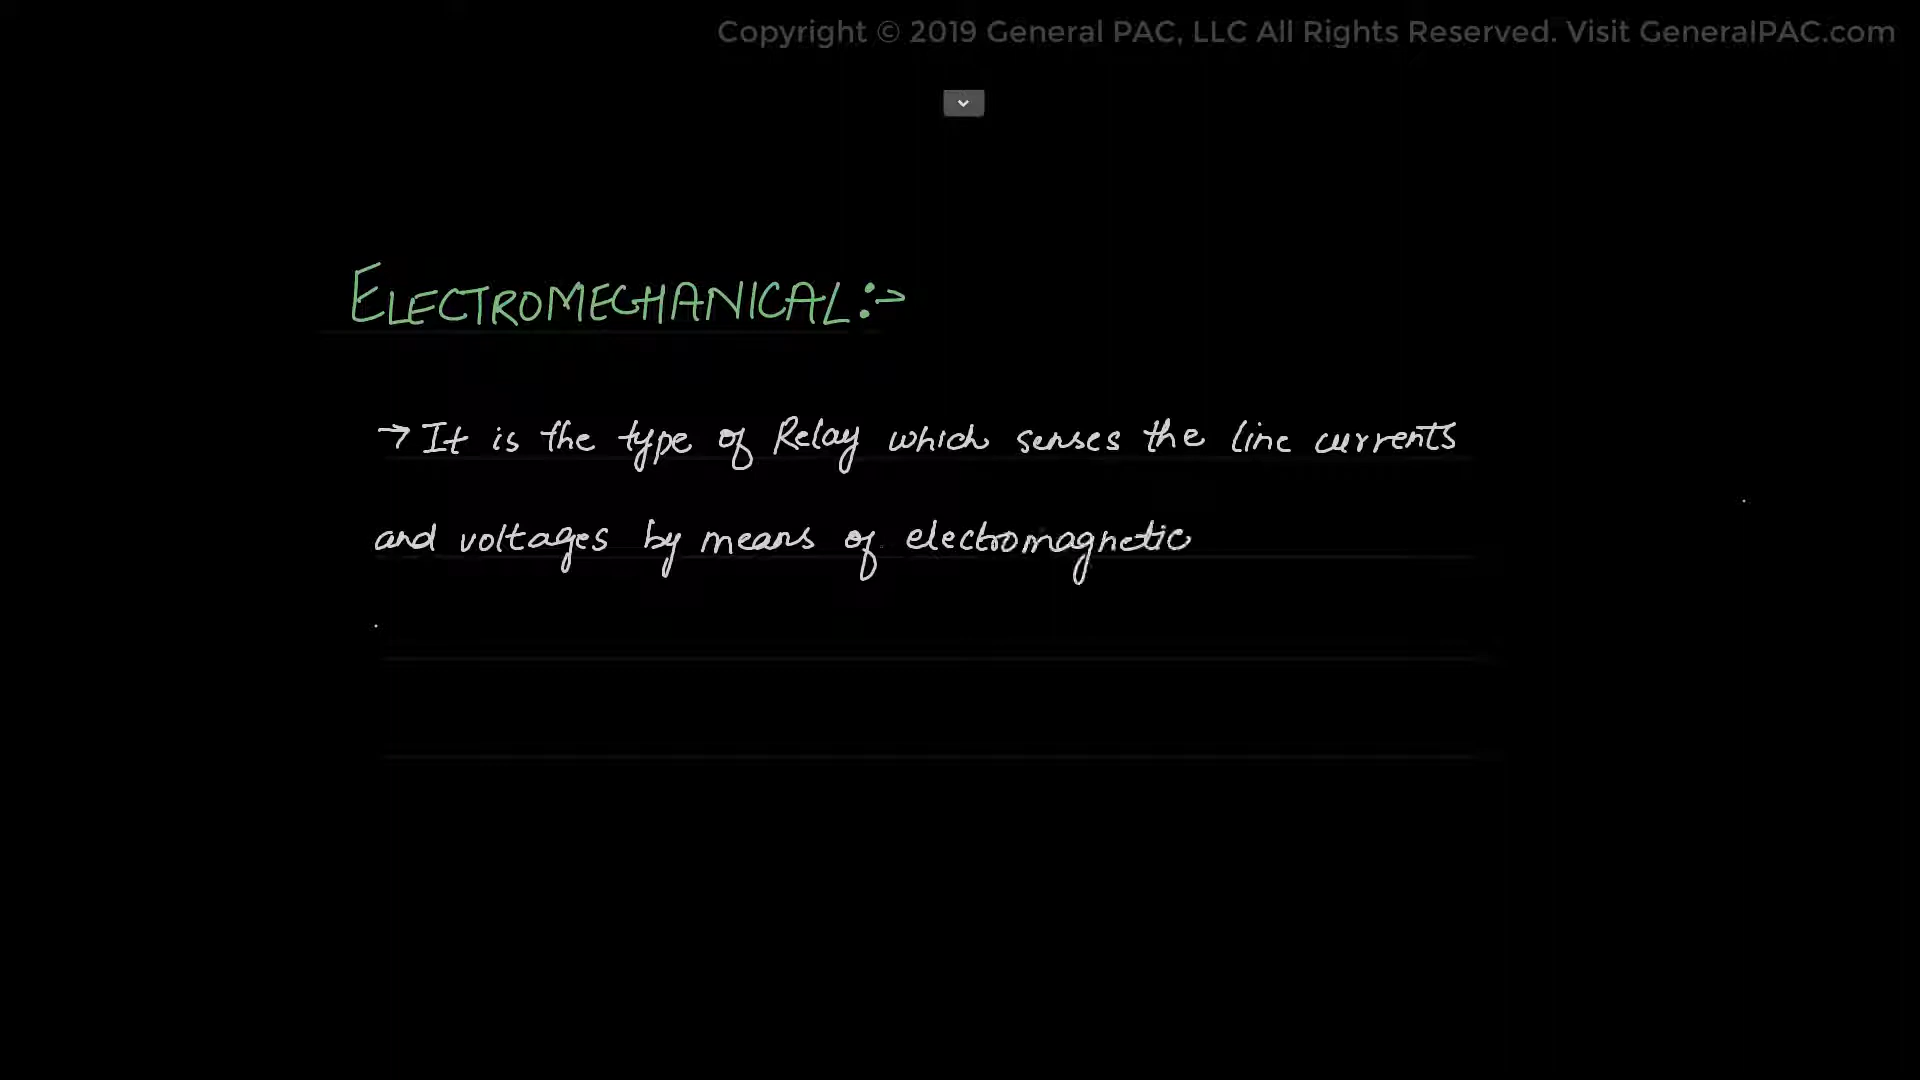 Copyright © 2019 General PAC, LLC All Rights Reserved. Visit GeneralPAC.com
ELECTROMECHANICAL:->
→ It is the type of Relay which senses the line currents
and voltages by means of electromagnetic